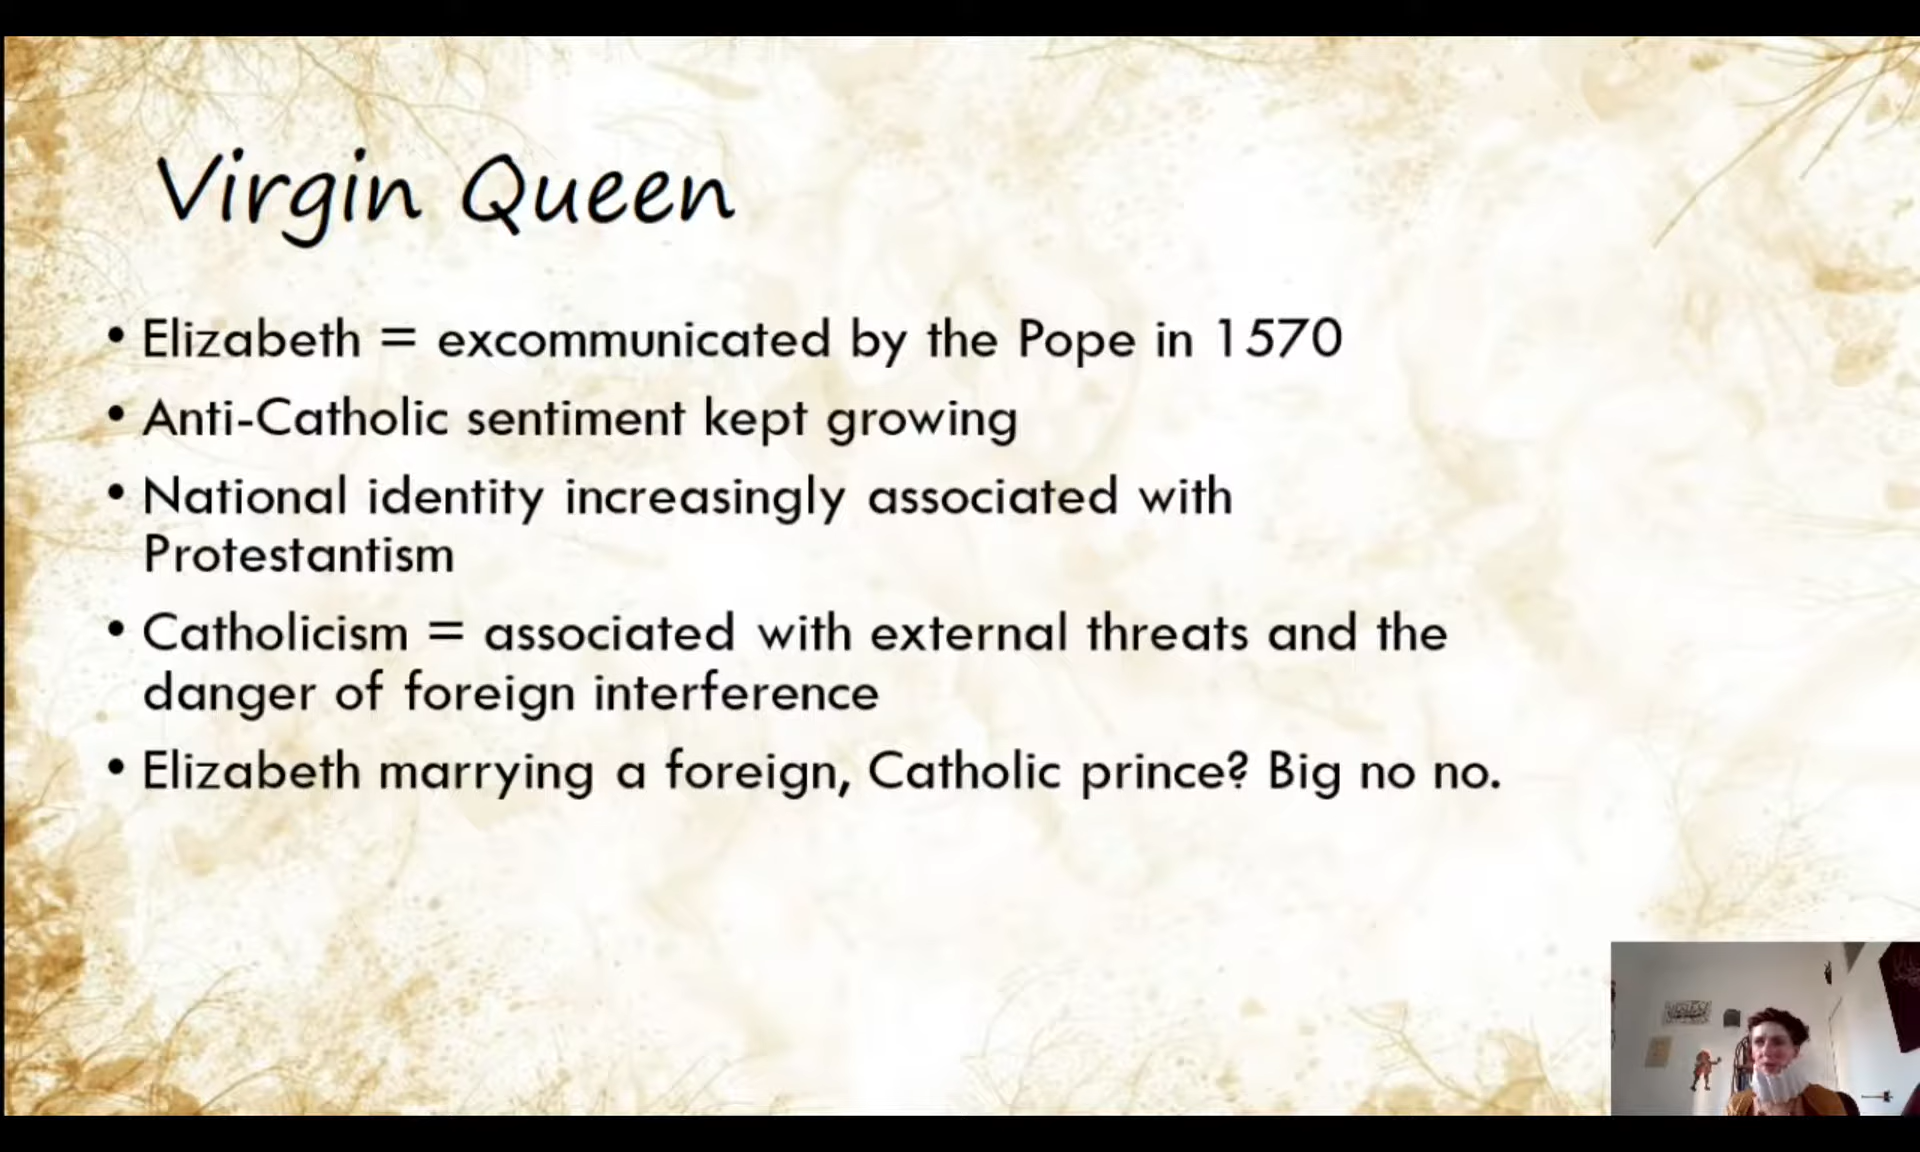 Virgin Queen
• Elizabeth = excommunicated by the Pope in 1570
• Anti-Catholic sentiment kept growing
• National identity increasingly associated with
Protestantism
• Catholicism = associated with external threats and the
danger of foreign interference
• Elizabeth marrying a foreign, Catholic prince? Big no no.